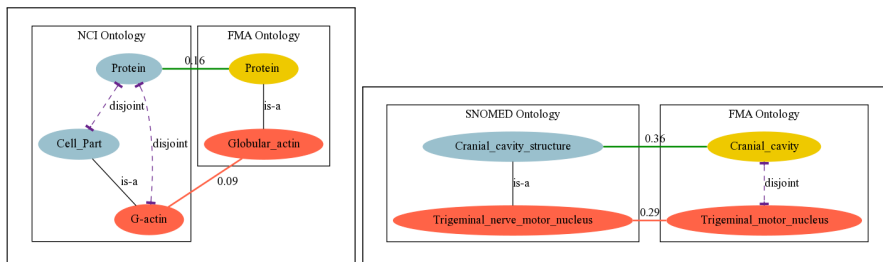 NCI Ontology
FMA Ontology
Protein
0.16
Protein
disjoint
is-a
Cell_Part
disjoint
Globular_actin
is-a
0.09
G-actin
SNOMED Ontology
FMA Ontology
Cranial_cavity_structure
0.36
Cranial_cavity
is-a
disjoint
Trigeminal_nerve_motor_nucleus
0.29
Trigeminal_motor_nucleus